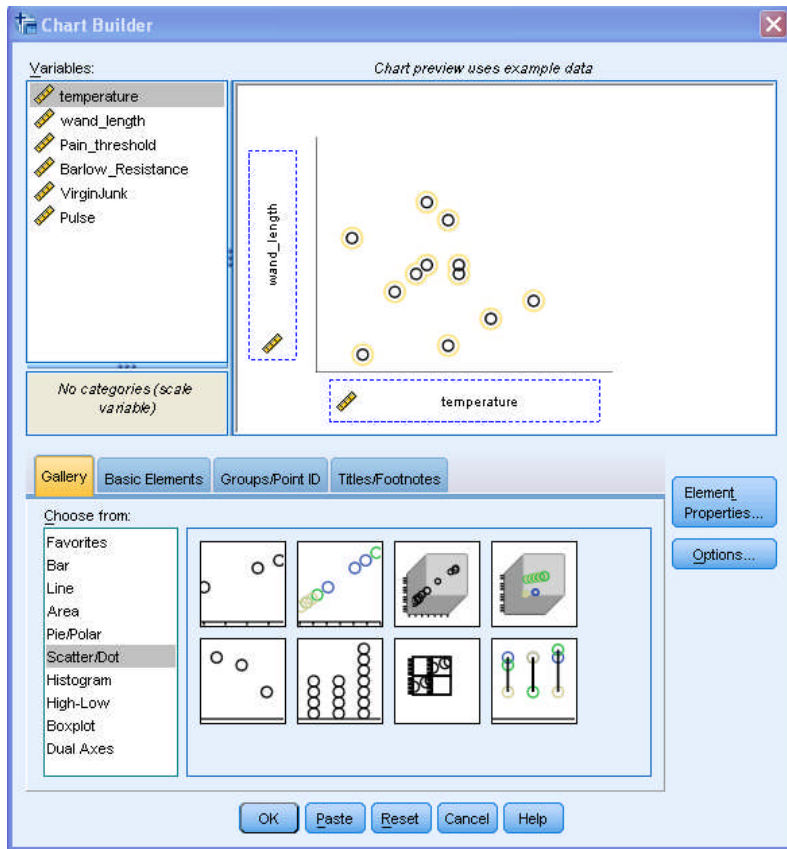 Chart Builder
Variables:
temperature
wand_length
Pain_threshold
Barlow_Resistance
VirginJunk
Pulse
No categories (scale
variable)
Chart preview uses example data
wand_length
temperature
Gallery
Basic Elements
Groups/Point ID
Titles/Footnotes
Choose from:
Favorites
Bar
Line
Area
Pie/Polar
Scatter/Dot
Histogram
High-Low
Boxplot
Dual Axes
Element
Properties...
Options...
OK
Paste
Reset
Cancel
Help